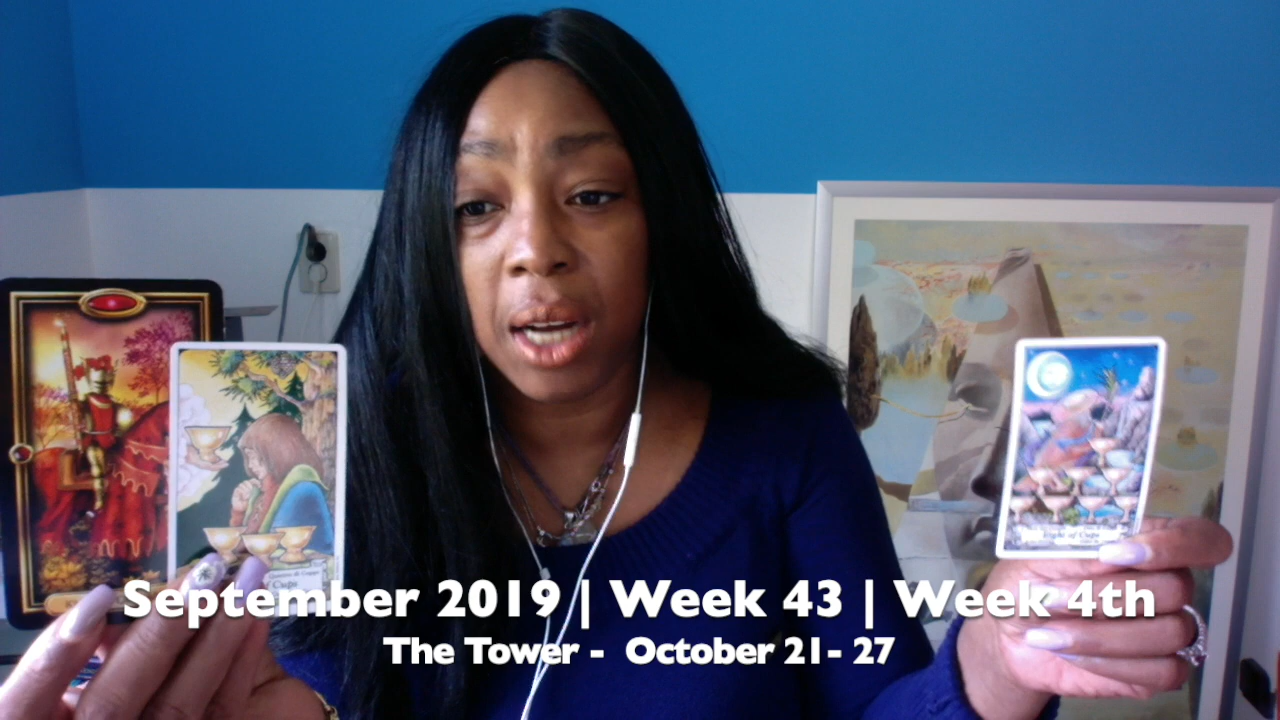 September 2019 | Week 43 | Week 4th
The Tower - October 21- 27
Eight of Cups
Cups